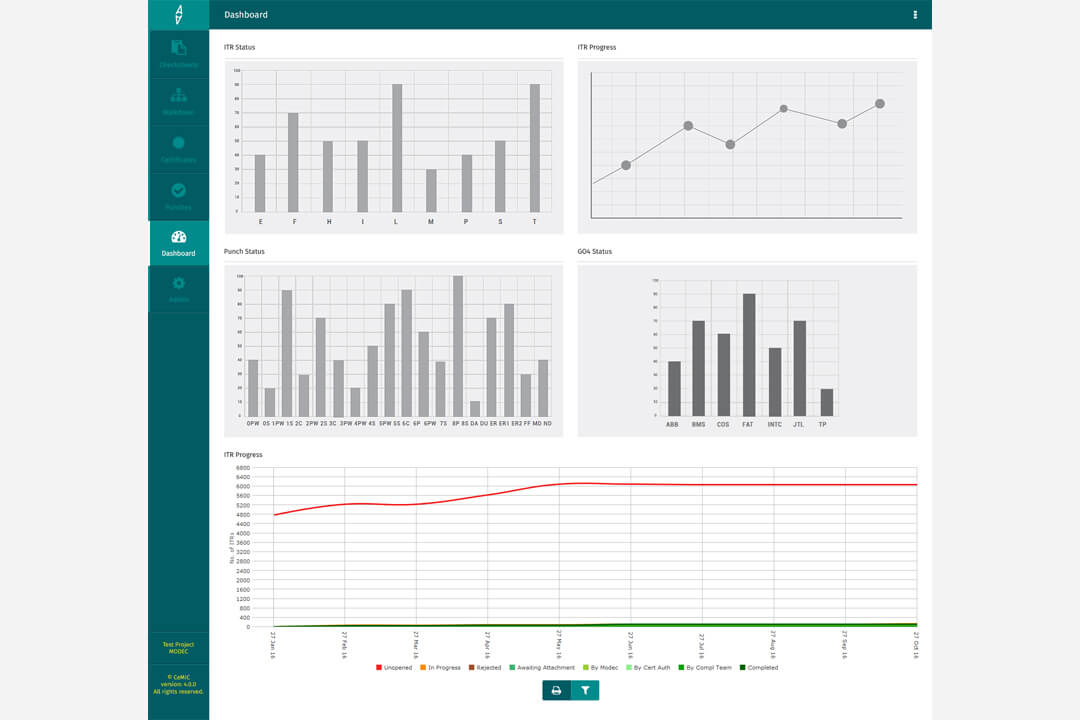 Dashboard
Checksheets
Walkdown
Certificates
Punches
Dashboard
Admin
Test Project
MODEC
© CeMIC
version: 4.0.0
All rights reserved.
ITR Status
100
90
80
70
60
50
40
30
20
10
0
E F H I L M P S T
ITR Progress
Punch Status
100
90
80
70
60
50
40
30
20
10
0
0PW 0S 1PW 1S 2C 2PW 2S 3C 3PW 4PW 4S 5PW 5S 6C 6P 6PW 7S 8P 8S DA DU ER ER1 ER2 FF MD ND
GO4 Status
100
90
80
70
60
50
40
30
20
10
0
ABB BMS COS FAT INTC JTL TP
ITR Progress
No. of ITRs
6800
6400
6000
5600
5200
4800
4400
4000
3600
3200
2800
2400
2000
1600
1200
800
400
0
27 Jan 16
27 Feb 16
27 Mar 16
27 Apr 16
27 May 16
27 Jun 16
27 Jul 16
27 Aug 16
27 Sep 16
27 Oct 16
Unopened In Progress Rejected Awaiting Attachment By Modec By Cert Auth By Compl Team Completed